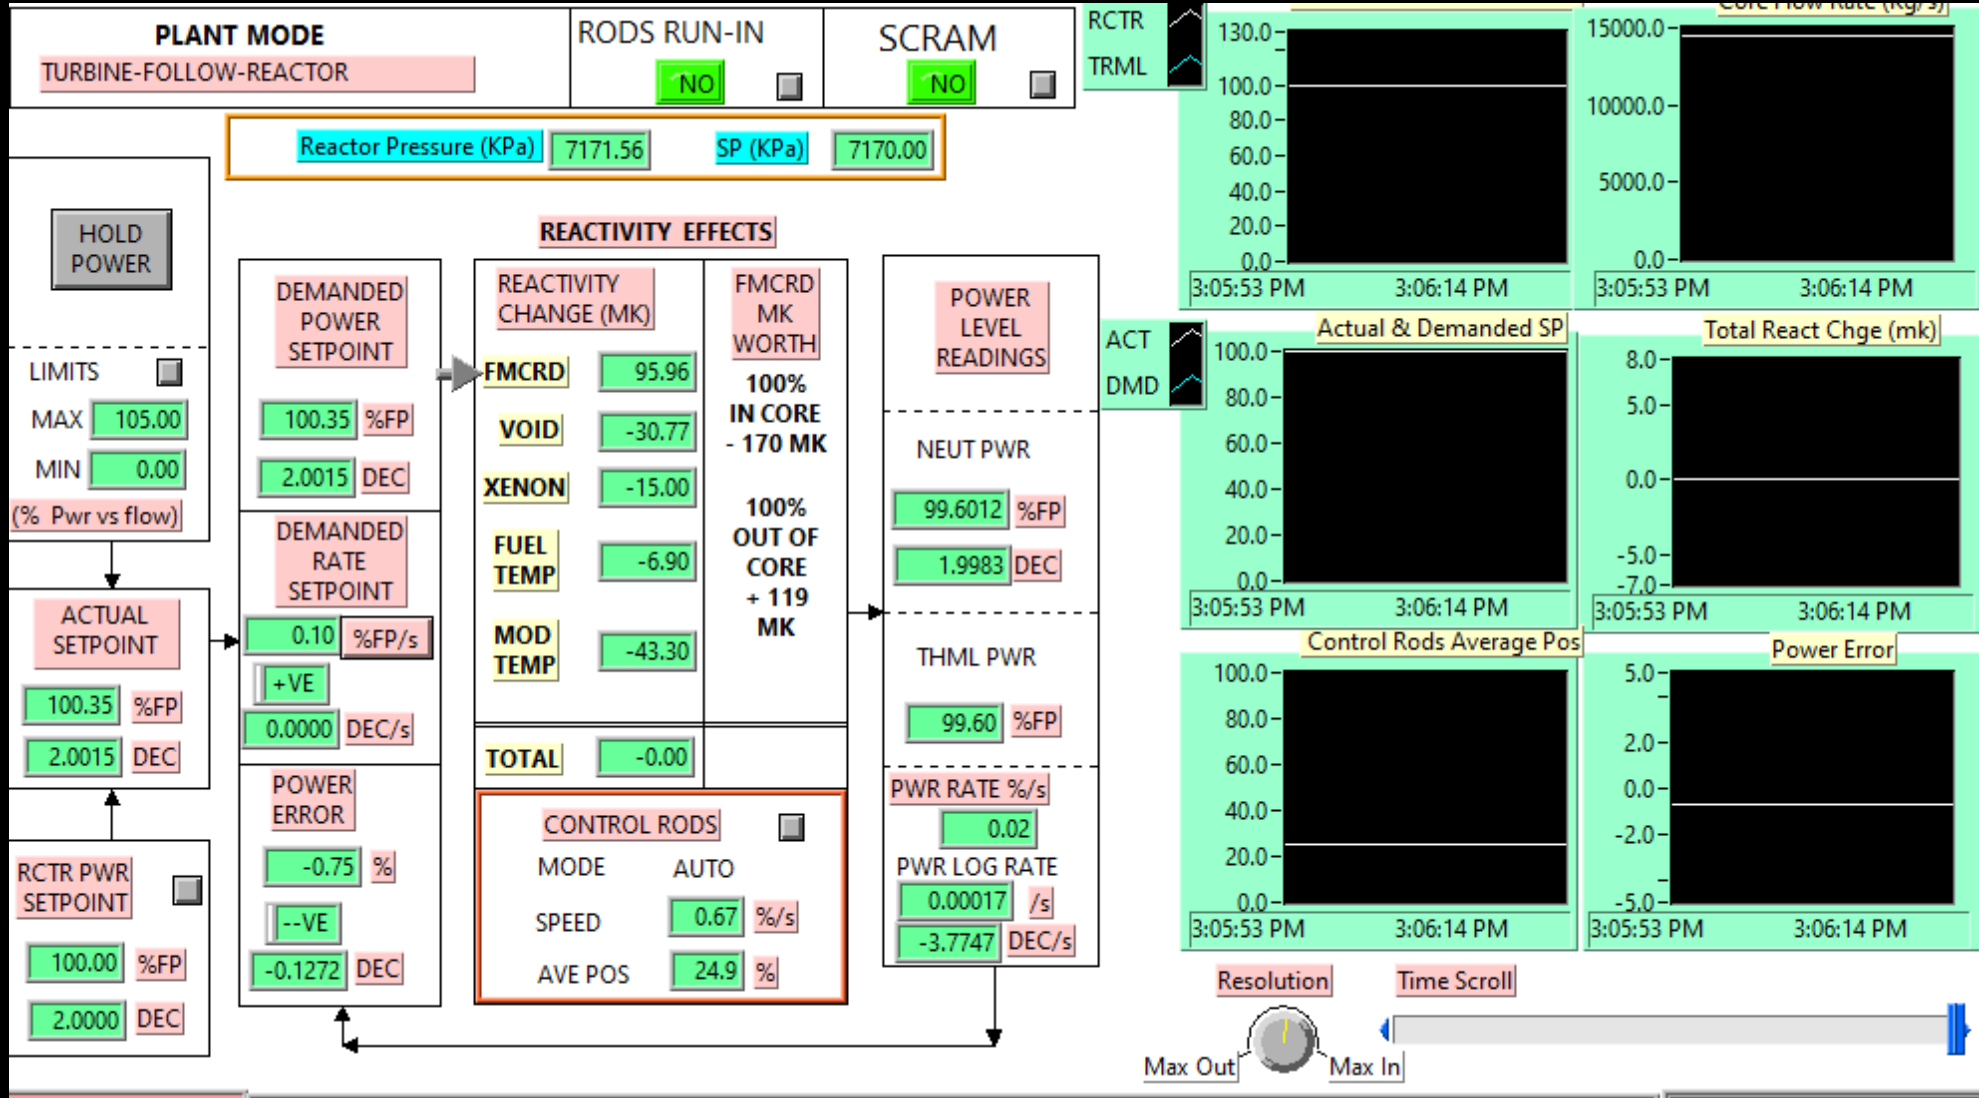 PLANT MODE
TURBINE-FOLLOW-REACTOR
RODS RUN-IN
NO
SCRAM
NO
Reactor Pressure (KPa)
7171.56
SP (KPa)
7170.00
HOLD
POWER
LIMITS
MAX
105.00
MIN
0.00
(% Pwr vs flow)
ACTUAL
SETPOINT
100.35
%FP
2.0015
DEC
RCTR PWR
SETPOINT
100.00
%FP
2.0000
DEC
DEMANDED
POWER
SETPOINT
100.35
%FP
2.0015
DEC
DEMANDED
RATE
SETPOINT
0.10
%FP/s
+VE
0.0000
DEC/s
POWER
ERROR
-0.75
%
--VE
-0.1272
DEC
REACTIVITY EFFECTS
REACTIVITY
CHANGE (MK)
FMCRD
95.96
VOID
-30.77
XENON
-15.00
FUEL
TEMP
-6.90
MOD
TEMP
-43.30
TOTAL
-0.00
FMCRD
MK
WORTH
100%
IN CORE
- 170 MK
100%
OUT OF
CORE
+ 119
MK
CONTROL RODS
MODE
AUTO
SPEED
0.67
%/s
AVE POS
24.9
%
POWER
LEVEL
READINGS
NEUT PWR
99.6012
%FP
1.9983
DEC
THML PWR
99.60
%FP
PWR RATE %/s
0.02
PWR LOG RATE
0.00017
/s
-3.7747
DEC/s
RCTR
TRML
130.0
100.0
80.0
60.0
40.0
20.0
0.0
3:05:53 PM
3:06:14 PM
Core Flow Rate (Kg/s)
15000.0
10000.0
5000.0
0.0
3:05:53 PM
3:06:14 PM
ACT
DMD
Actual & Demanded SP
100.0
80.0
60.0
40.0
20.0
0.0
3:05:53 PM
3:06:14 PM
Total React Chge (mk)
8.0
5.0
0.0
-5.0
-7.0
3:05:53 PM
3:06:14 PM
Control Rods Average Pos
100.0
80.0
60.0
40.0
20.0
0.0
3:05:53 PM
3:06:14 PM
Power Error
5.0
2.0
0.0
-2.0
-5.0
3:05:53 PM
3:06:14 PM
Resolution
Max Out
Max In
Time Scroll